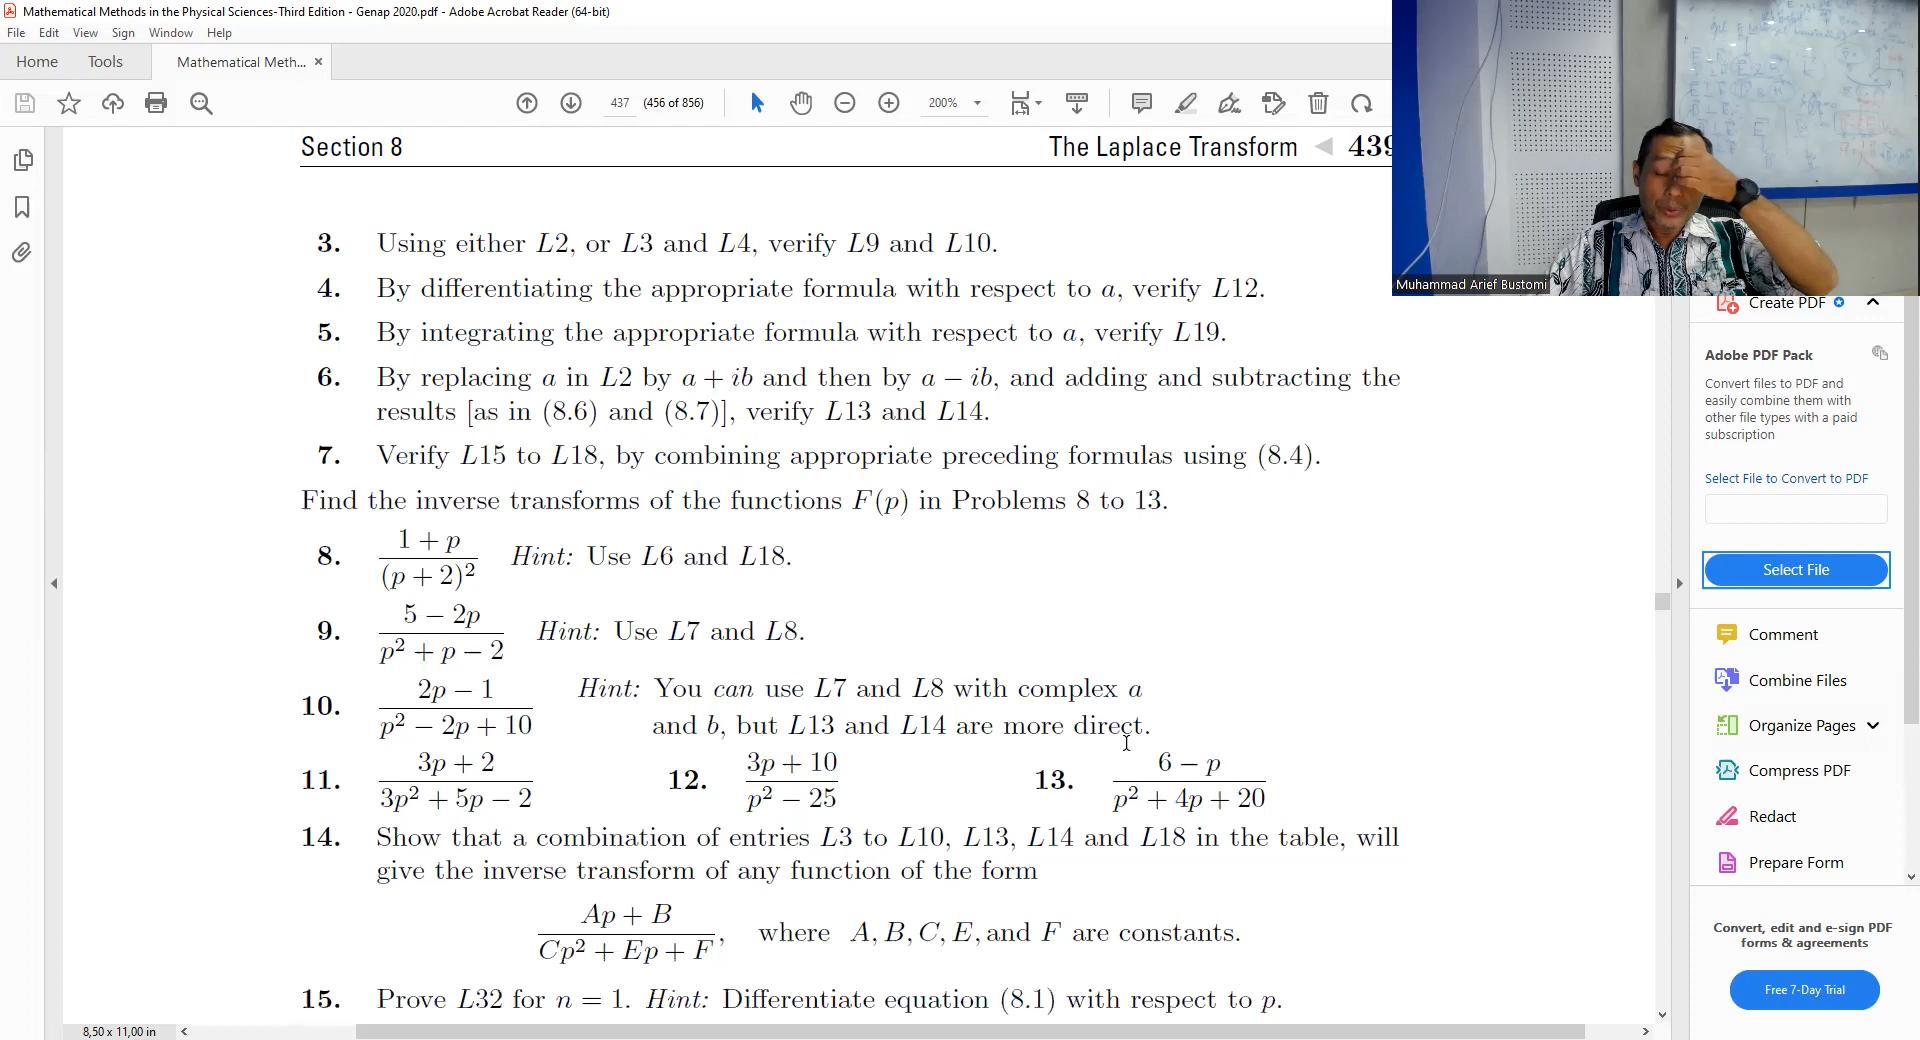 Mathematical Methods in the Physical Sciences-Third Edition - Genap 2020.pdf - Adobe Acrobat Reader (64-bit)
File Edit View Sign Window Help
Home Tools Mathematical Meth... ×
437 (456 of 856) 200%
Section 8 The Laplace Transform ◀ 439
3. Using either L2, or L3 and L4, verify L9 and L10.
4. By differentiating the appropriate formula with respect to a, verify L12.
5. By integrating the appropriate formula with respect to a, verify L19.
6. By replacing a in L2 by a + ib and then by a − ib, and adding and subtracting the
results [as in (8.6) and (8.7)], verify L13 and L14.
7. Verify L15 to L18, by combining appropriate preceding formulas using (8.4).
Find the inverse transforms of the functions F(p) in Problems 8 to 13.
8. (1 + p)/(p + 2)² Hint: Use L6 and L18.
9. (5 − 2p)/(p² + p − 2) Hint: Use L7 and L8.
10. (2p − 1)/(p² − 2p + 10) Hint: You can use L7 and L8 with complex a
and b, but L13 and L14 are more direct.
11. (3p + 2)/(3p² + 5p − 2) 12. (3p + 10)/(p² − 25) 13. (6 − p)/(p² + 4p + 20)
14. Show that a combination of entries L3 to L10, L13, L14 and L18 in the table, will
give the inverse transform of any function of the form
(Ap + B)/(Cp² + Ep + F), where A, B, C, E, and F are constants.
15. Prove L32 for n = 1. Hint: Differentiate equation (8.1) with respect to p.
8,50 x 11,00 in
Muhammad Arief Bustomi
Create PDF
Adobe PDF Pack
Convert files to PDF and
easily combine them with
other file types with a paid
subscription
Select File to Convert to PDF
Select File
Comment
Combine Files
Organize Pages
Compress PDF
Redact
Prepare Form
Convert, edit and e-sign PDF
forms & agreements
Free 7-Day Trial